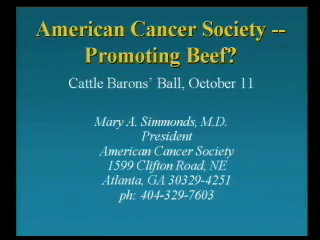 American Cancer Society --
Promoting Beef?
Cattle Barons’ Ball, October 11
Mary A. Simmonds, M.D.
President
American Cancer Society
1599 Clifton Road, NE
Atlanta, GA 30329-4251
ph: 404-329-7603